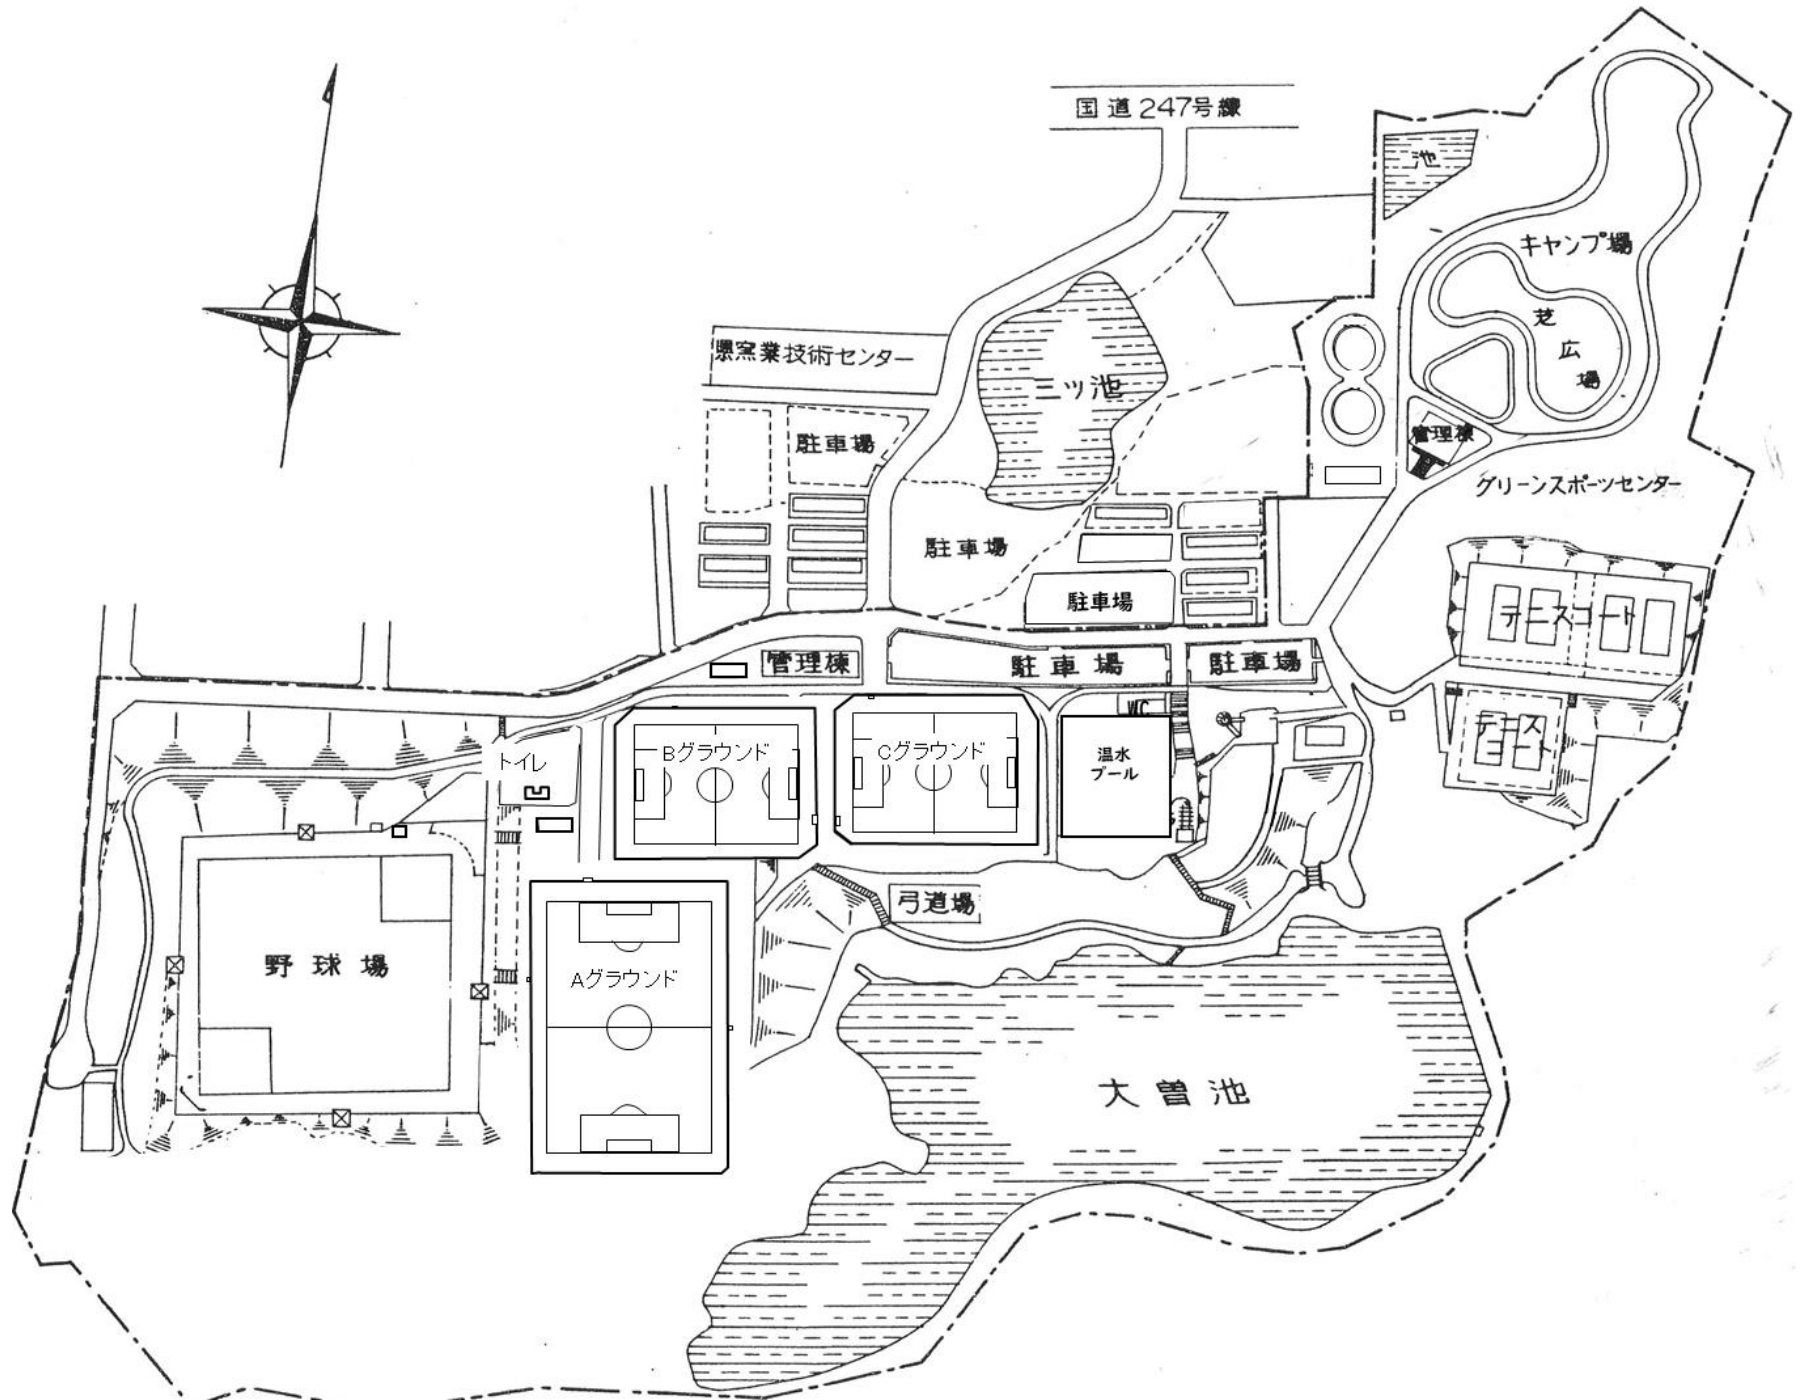 国道247号線
池
キャンプ場
芝広場
県窯業技術センター
三ツ池
駐車場
管理棟
グリーンスポーツセンター
駐車場
駐車場
テニスコート
管理棟
駐車場
駐車場
WC
テニス
コート
トイレ
Bグラウンド
Cグラウンド
温水
プール
弓道場
野球場
Aグラウンド
大曽池